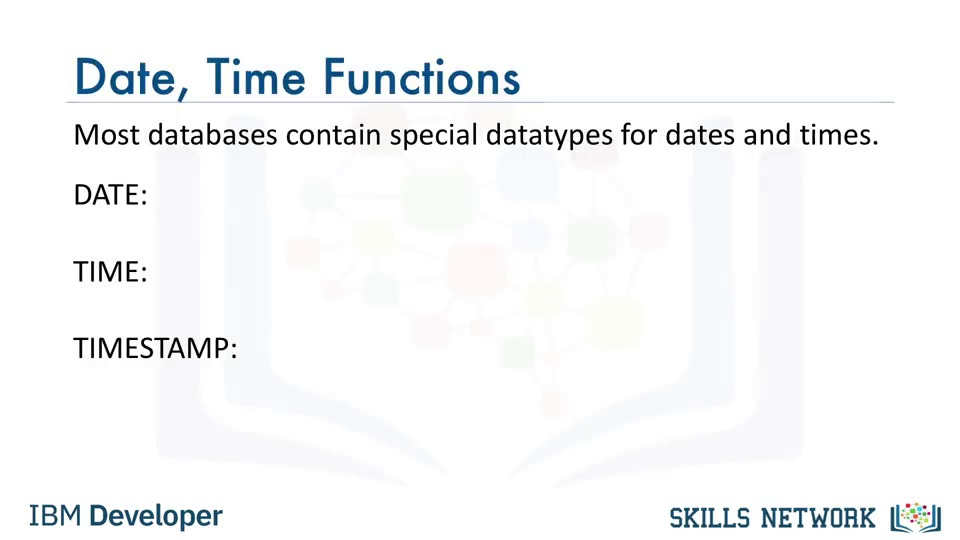 Date, Time Functions
Most databases contain special datatypes for dates and times.
DATE:
TIME:
TIMESTAMP:
IBM Developer
SKILLS NETWORK